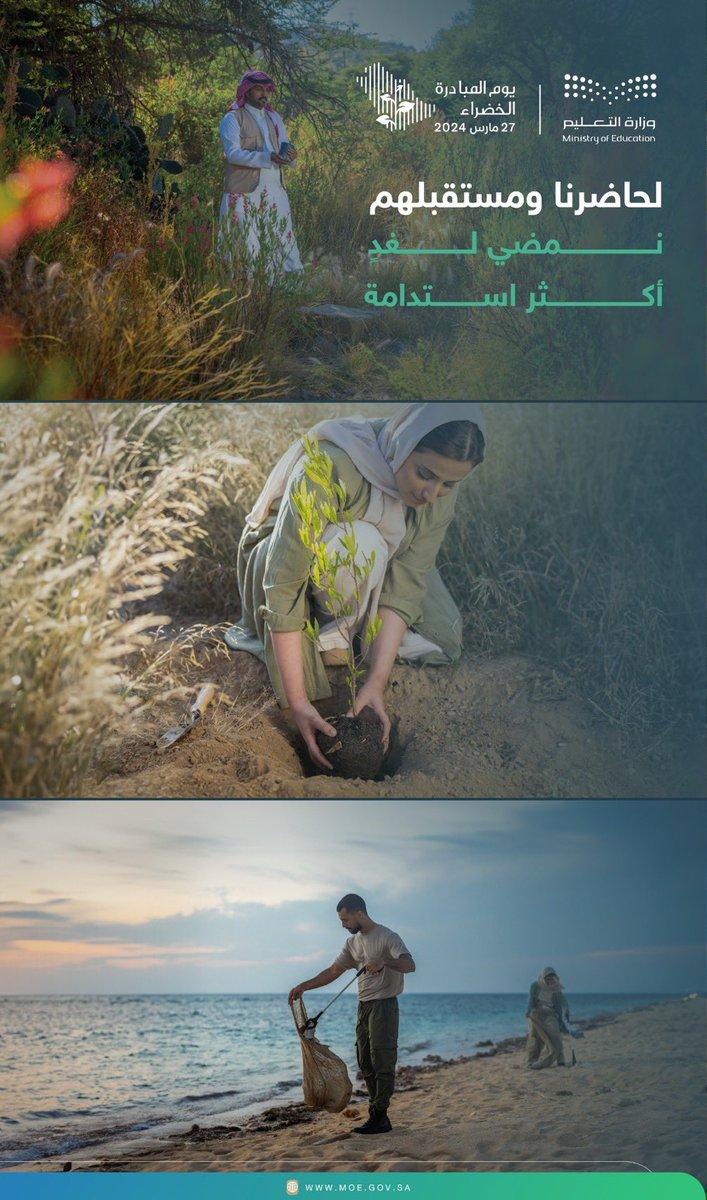 يوم المبادرة
الخضراء
27 مارس 2024
وزارة التعليم
Ministry of Education
لحاضرنا ومستقبلهم
نمضي لغدٍ
أكثر استدامة
WWW.MOE.GOV.SA